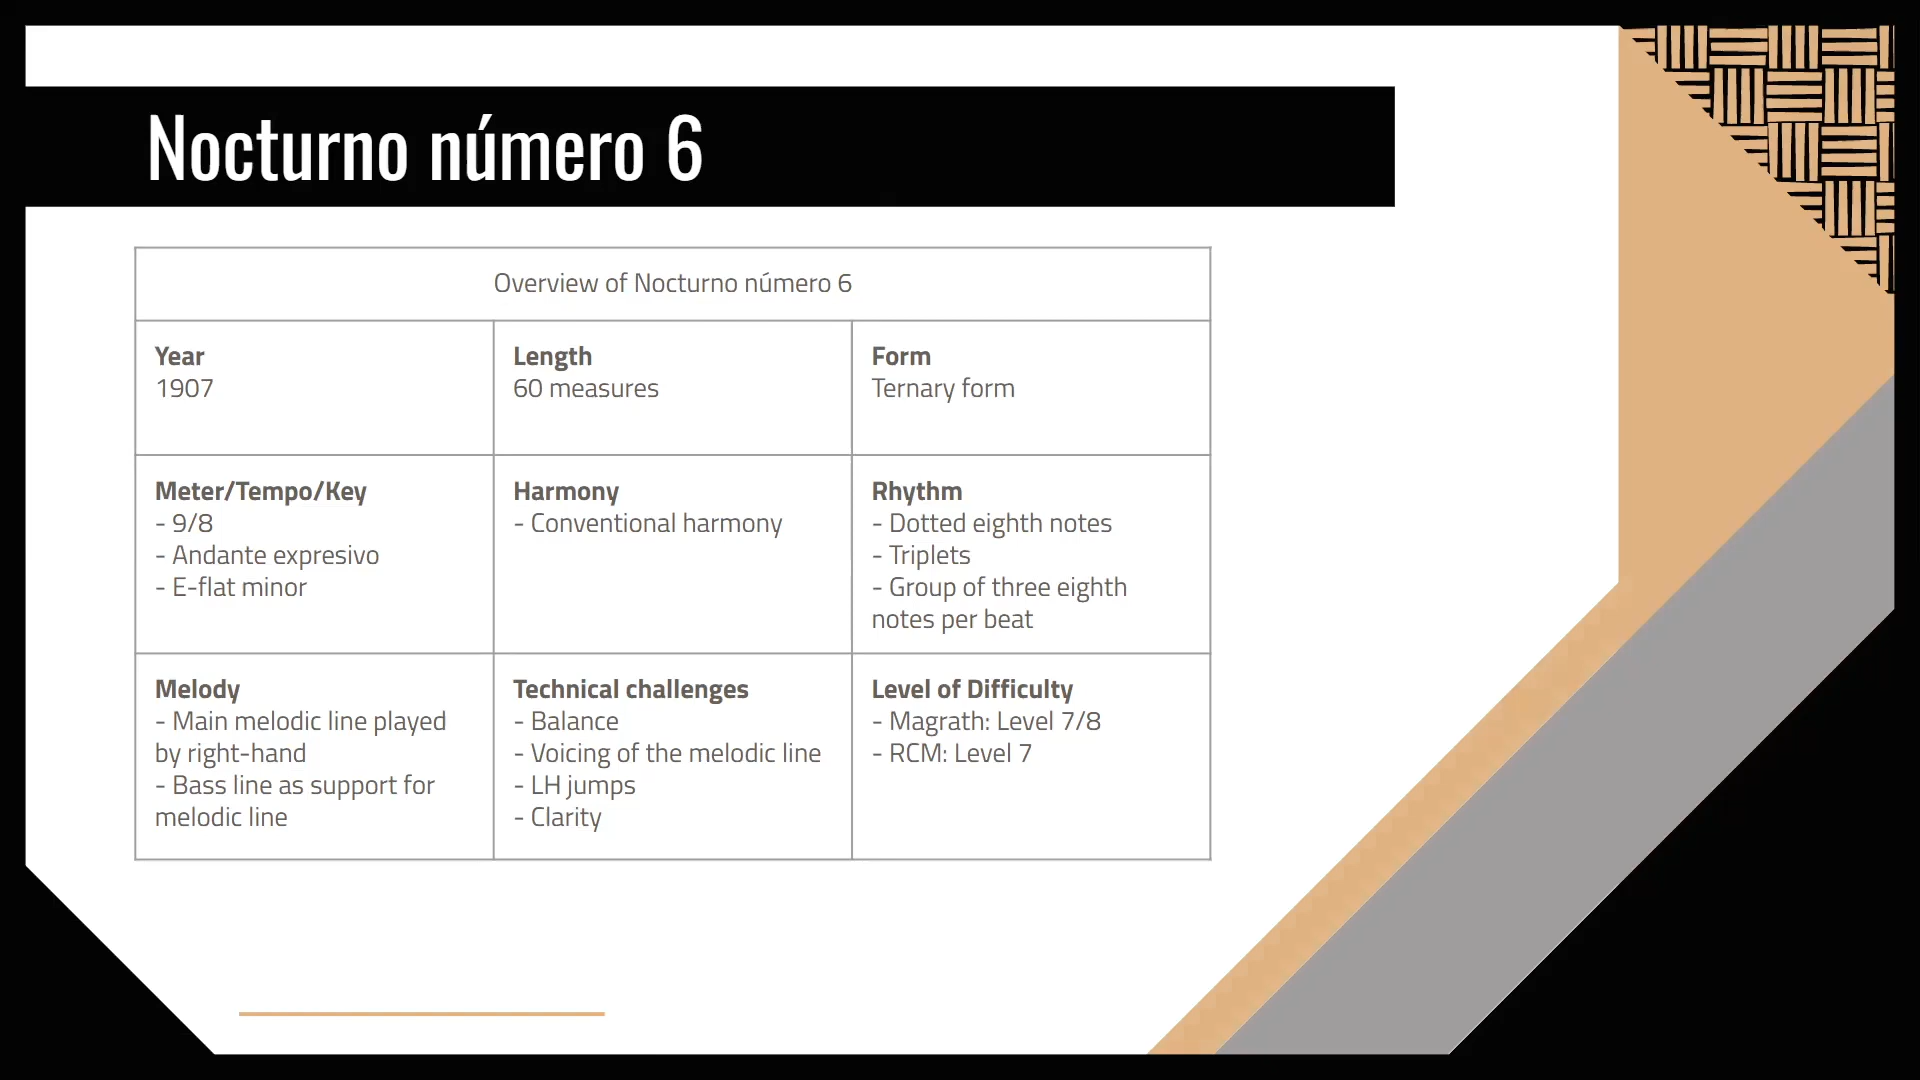 Nocturno número 6
Overview of Nocturno número 6
Year
1907
Length
60 measures
Form
Ternary form
Meter/Tempo/Key
- 9/8
- Andante expresivo
- E-flat minor
Harmony
- Conventional harmony
Rhythm
- Dotted eighth notes
- Triplets
- Group of three eighth
notes per beat
Melody
- Main melodic line played
by right-hand
- Bass line as support for
melodic line
Technical challenges
- Balance
- Voicing of the melodic line
- LH jumps
- Clarity
Level of Difficulty
- Magrath: Level 7/8
- RCM: Level 7